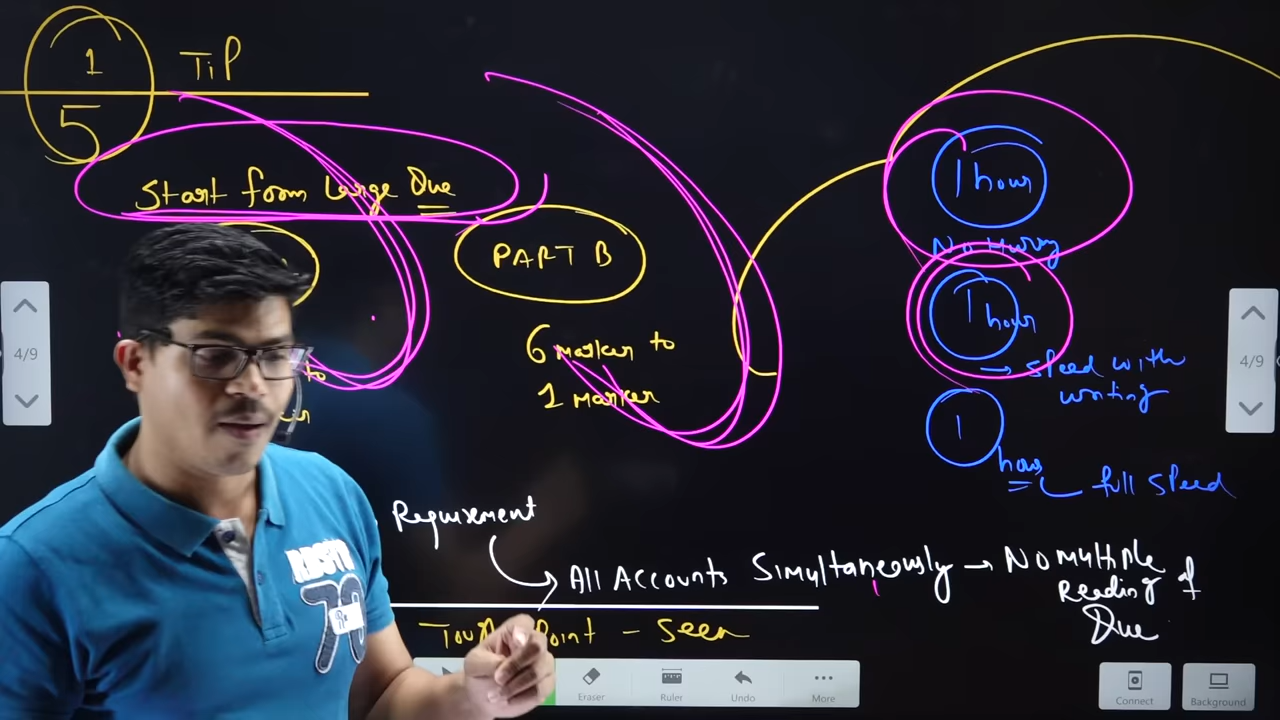 1
TiP
5
Start form Large Que
PART B
6 marker to
1 marker
to
1 hour
No Hurry
1 hour
→ speed with
writing
1
hour
full speed
4/9
4/9
Requirement
→ All Accounts Simultaneously → No multiple
Reading of
Que
Point - Seen
70
Eraser
Ruler
Undo
More
Connect
Background